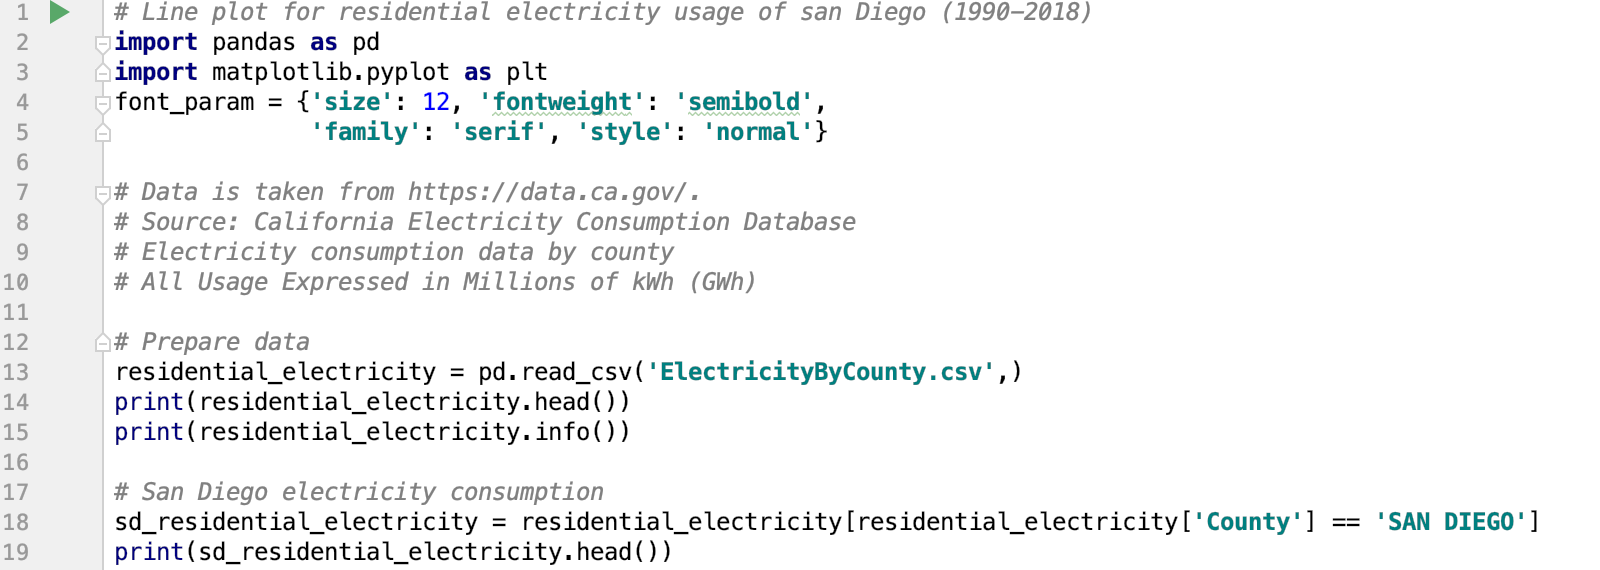 1 # Line plot for residential electricity usage of san Diego (1990–2018)
2 import pandas as pd
3 import matplotlib.pyplot as plt
4 font_param = {'size': 12, 'fontweight': 'semibold',
5 'family': 'serif', 'style': 'normal'}
6
7 # Data is taken from https://data.ca.gov/.
8 # Source: California Electricity Consumption Database
9 # Electricity consumption data by county
10 # All Usage Expressed in Millions of kWh (GWh)
11
12 # Prepare data
13 residential_electricity = pd.read_csv('ElectricityByCounty.csv',)
14 print(residential_electricity.head())
15 print(residential_electricity.info())
16
17 # San Diego electricity consumption
18 sd_residential_electricity = residential_electricity[residential_electricity['County'] == 'SAN DIEGO']
19 print(sd_residential_electricity.head())